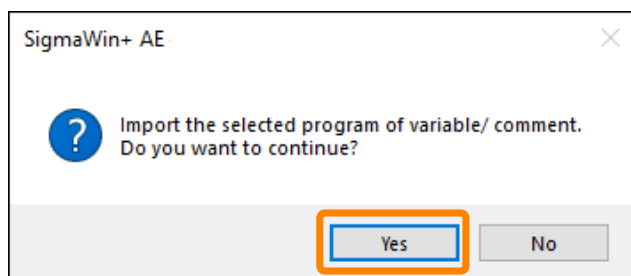 SigmaWin+ AE
Import the selected program of variable/ comment.
Do you want to continue?
Yes
No